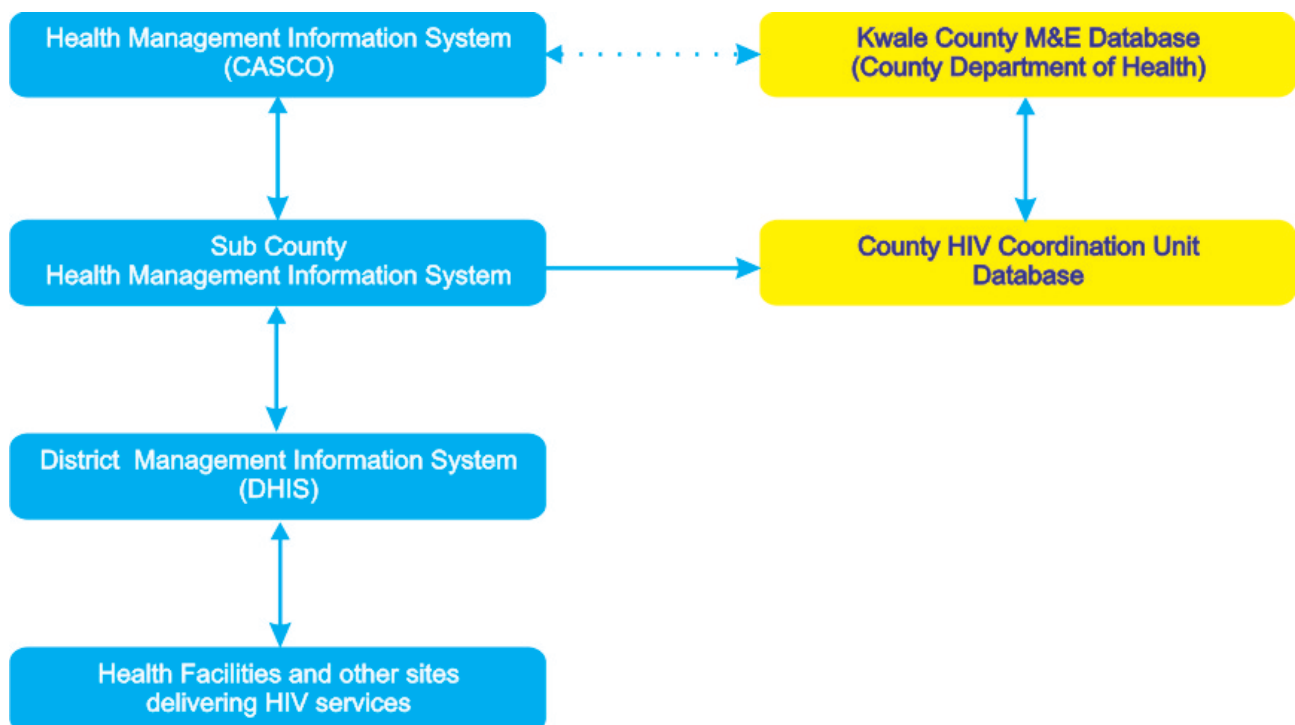 Health Management Information System
(CASCO)
Kwale County M&E Database
(County Department of Health)
Sub County
Health Management Information System
County HIV Coordination Unit
Database
District Management Information System
(DHIS)
Health Facilities and other sites
delivering HIV services